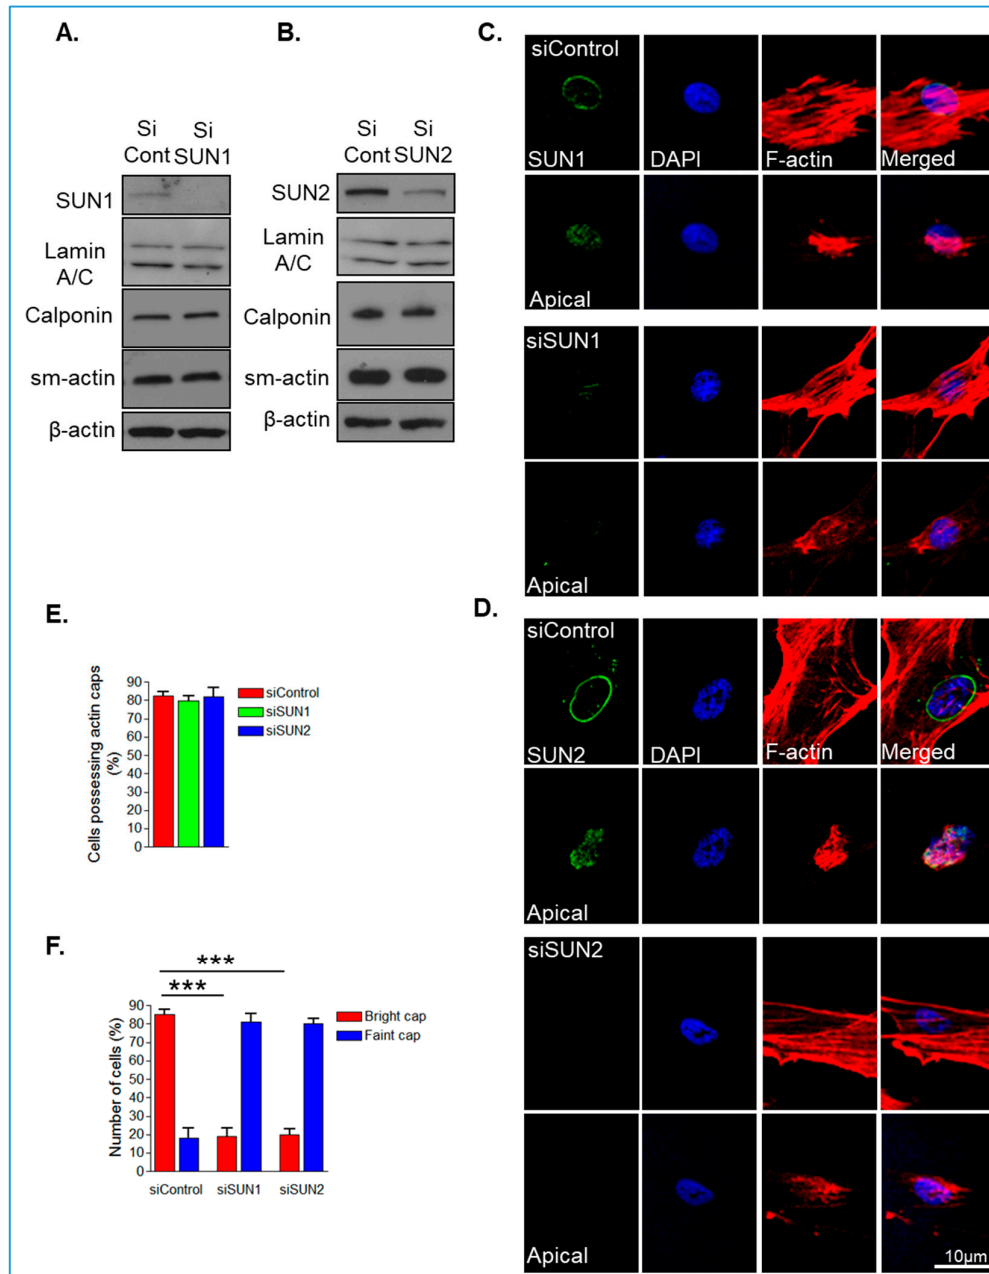 A.
Si
Cont
Si
SUN1
SUN1
Lamin
A/C
Calponin
sm-actin
β-actin
B.
Si
Cont
Si
SUN2
SUN2
Lamin
A/C
Calponin
sm-actin
β-actin
C.
siControl
SUN1
DAPI
F-actin
Merged
Apical
siSUN1
Apical
D.
siControl
SUN2
DAPI
F-actin
Merged
Apical
siSUN2
Apical
10μm
E.
Cells possessing actin caps
(%)
90
80
70
60
50
40
30
20
10
0
siControl
siSUN1
siSUN2
F.
***
***
Number of cells (%)
90
80
70
60
50
40
30
20
10
0
siControl
siSUN1
siSUN2
Bright cap
Faint cap